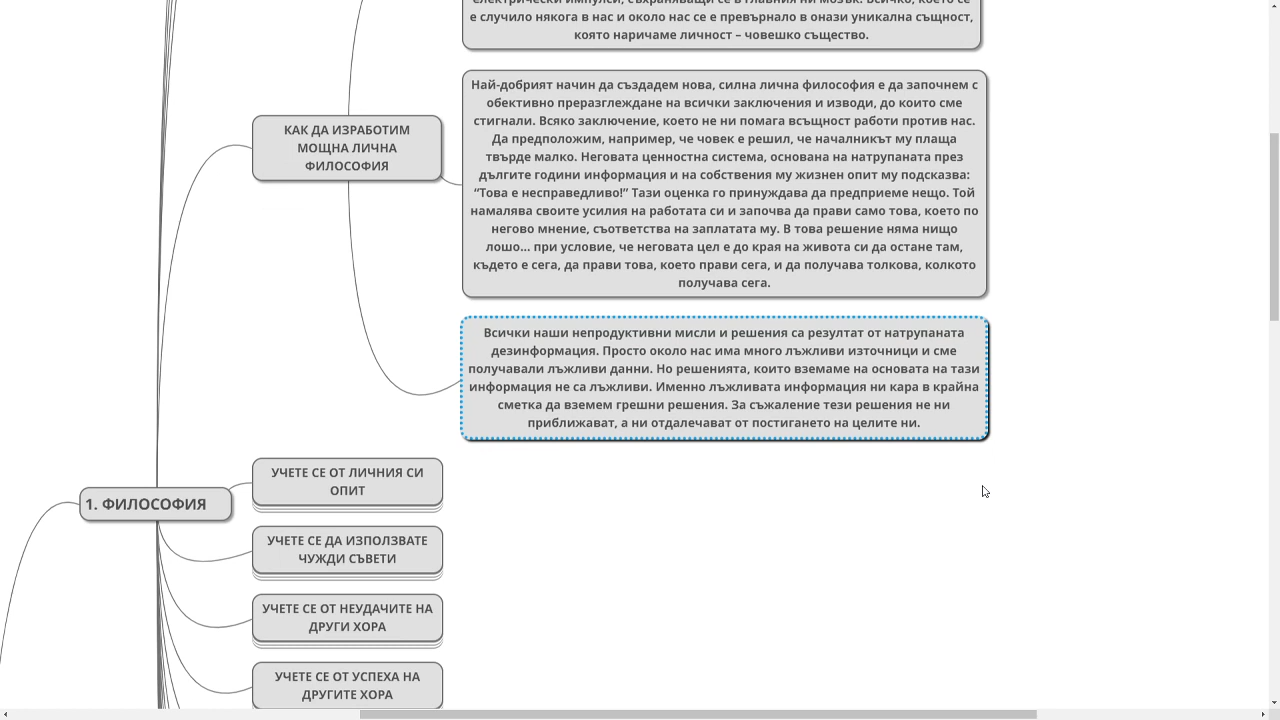 електрически импулси, съхраняващи се в главния ни мозък. Всичко, което се
е случило някога в нас и около нас се е превърнало в онази уникална същност,
която наричаме личност – човешко същество.
КАК ДА ИЗРАБОТИМ
МОЩНА ЛИЧНА
ФИЛОСОФИЯ
Най-добрият начин да създадем нова, силна лична философия е да започнем с
обективно преразглеждане на всички заключения и изводи, до които сме
стигнали. Всяко заключение, което не ни помага всъщност работи против нас.
Да предположим, например, че човек е решил, че началникът му плаща
твърде малко. Неговата ценностна система, основана на натрупаната през
дългите години информация и на собствения му жизнен опит му подсказва:
“Това е несправедливо!” Тази оценка го принуждава да предприеме нещо. Той
намалява своите усилия на работата си и започва да прави само това, което по
негово мнение, съответства на заплатата му. В това решение няма нищо
лошо... при условие, че неговата цел е до края на живота си да остане там,
където е сега, да прави това, което прави сега, и да получава толкова, колкото
получава сега.
Всички наши непродуктивни мисли и решения са резултат от натрупаната
дезинформация. Просто около нас има много лъжливи източници и сме
получавали лъжливи данни. Но решенията, които вземаме на основата на тази
информация не са лъжливи. Именно лъжливата информация ни кара в крайна
сметка да вземем грешни решения. За съжаление тези решения не ни
приближават, а ни отдалечават от постигането на целите ни.
1. ФИЛОСОФИЯ
УЧЕТЕ СЕ ОТ ЛИЧНИЯ СИ
ОПИТ
УЧЕТЕ СЕ ДА ИЗПОЛЗВАТЕ
ЧУЖДИ СЪВЕТИ
УЧЕТЕ СЕ ОТ НЕУДАЧИТЕ НА
ДРУГИ ХОРА
УЧЕТЕ СЕ ОТ УСПЕХА НА
ДРУГИТЕ ХОРА